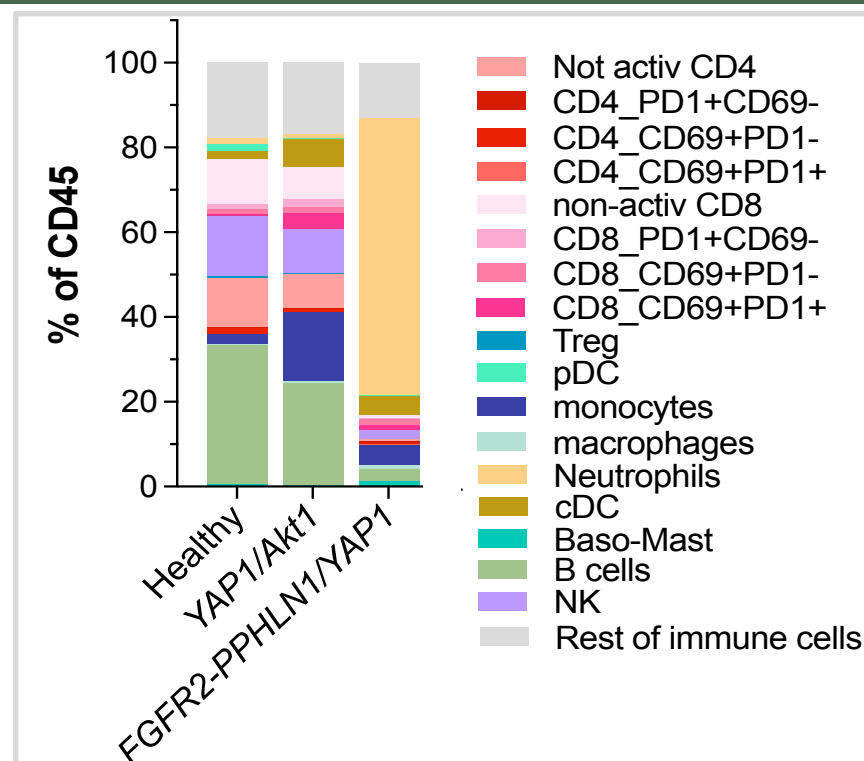 % of CD45
100
80
60
40
20
0
Healthy
YAP1/Akt1
FGFR2-PPHLN1/YAP1
Not activ CD4
CD4_PD1+CD69-
CD4_CD69+PD1-
CD4_CD69+PD1+
non-activ CD8
CD8_PD1+CD69-
CD8_CD69+PD1-
CD8_CD69+PD1+
Treg
pDC
monocytes
macrophages
Neutrophils
cDC
Baso-Mast
B cells
NK
Rest of immune cells